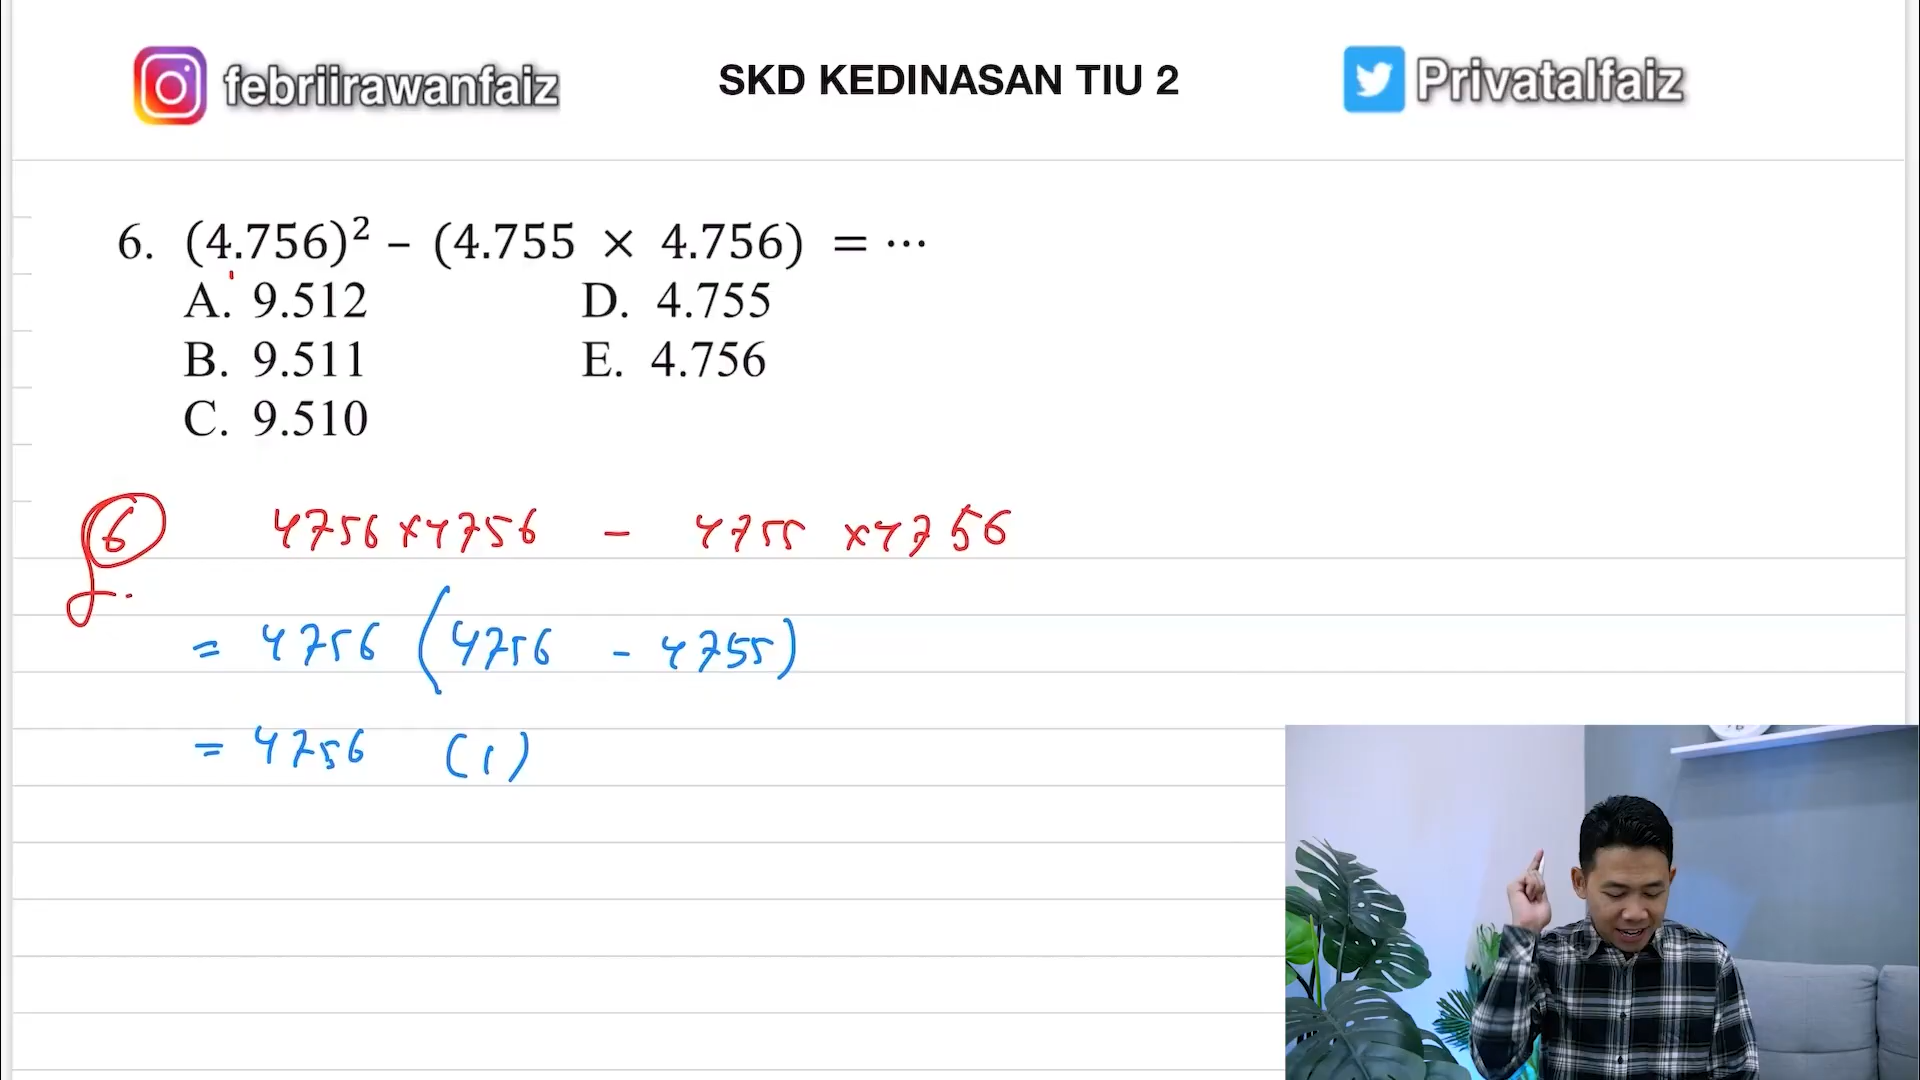 febriirawanfaiz
SKD KEDINASAN TIU 2
Privatalfaiz
6. (4.756)² – (4.755 × 4.756) = ⋯
A. 9.512
D. 4.755
B. 9.511
E. 4.756
C. 9.510
6
4756 x 4756 - 4755 x 4756
= 4756 (4756 - 4755)
= 4756 (1)